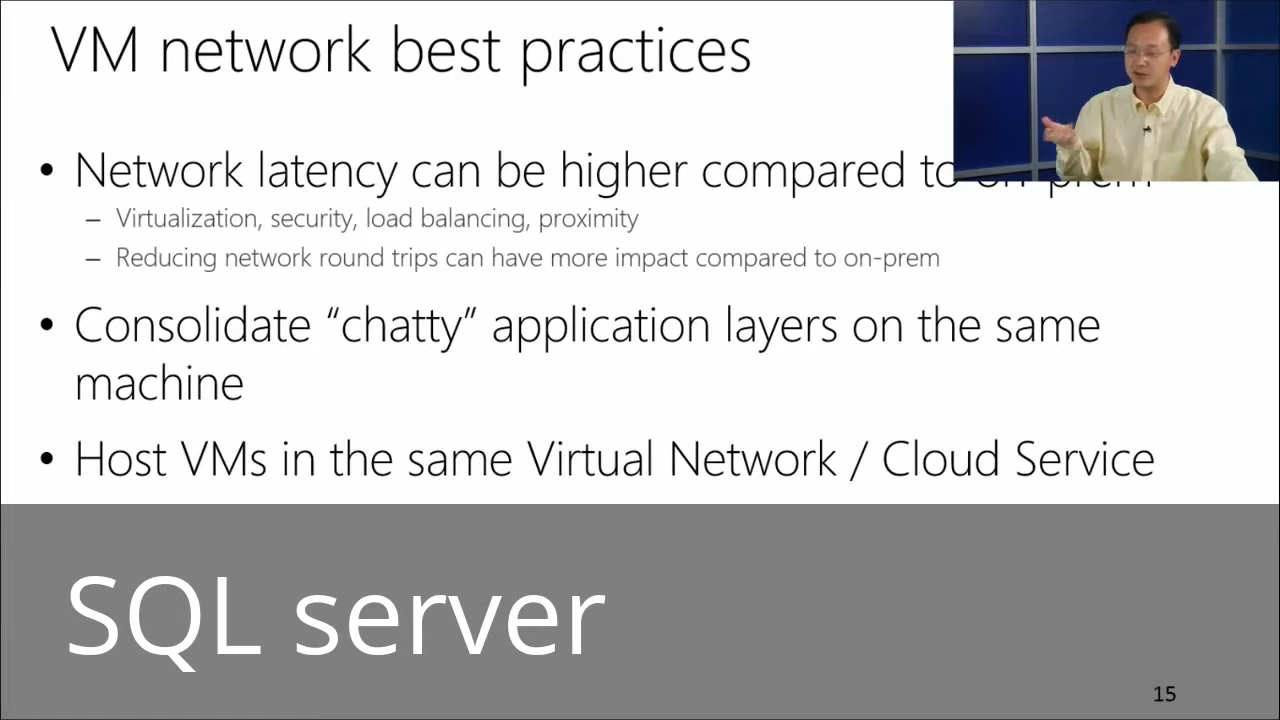 VM network best practices
• Network latency can be higher compared to
– Virtualization, security, load balancing, proximity
– Reducing network round trips can have more impact compared to on-prem
• Consolidate “chatty” application layers on the same
machine
• Host VMs in the same Virtual Network / Cloud Service
SQL server
15